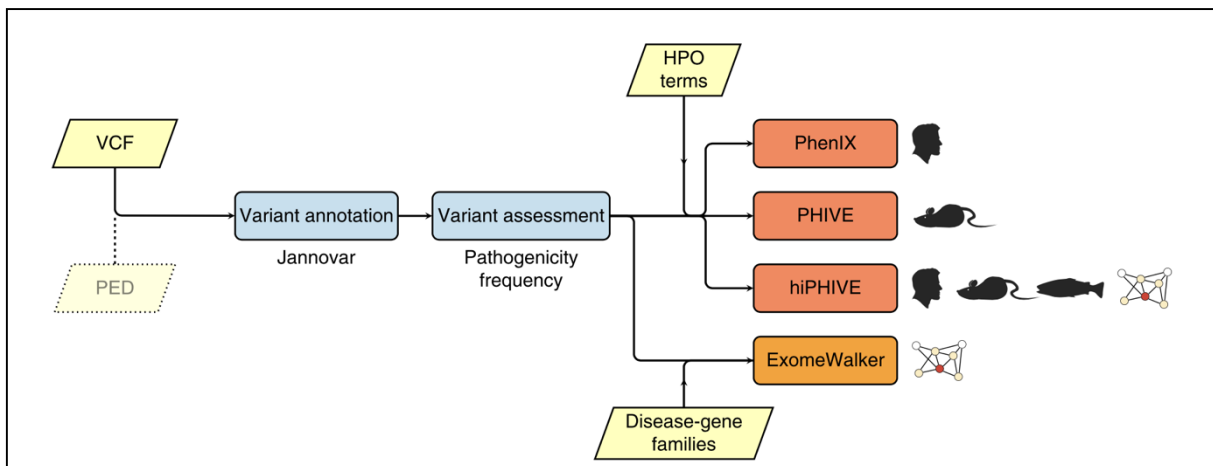 HPO
terms
VCF
PhenIX
Variant annotation
Variant assessment
PHIVE
Jannovar
Pathogenicity
frequency
PED
hiPHIVE
ExomeWalker
Disease-gene
families